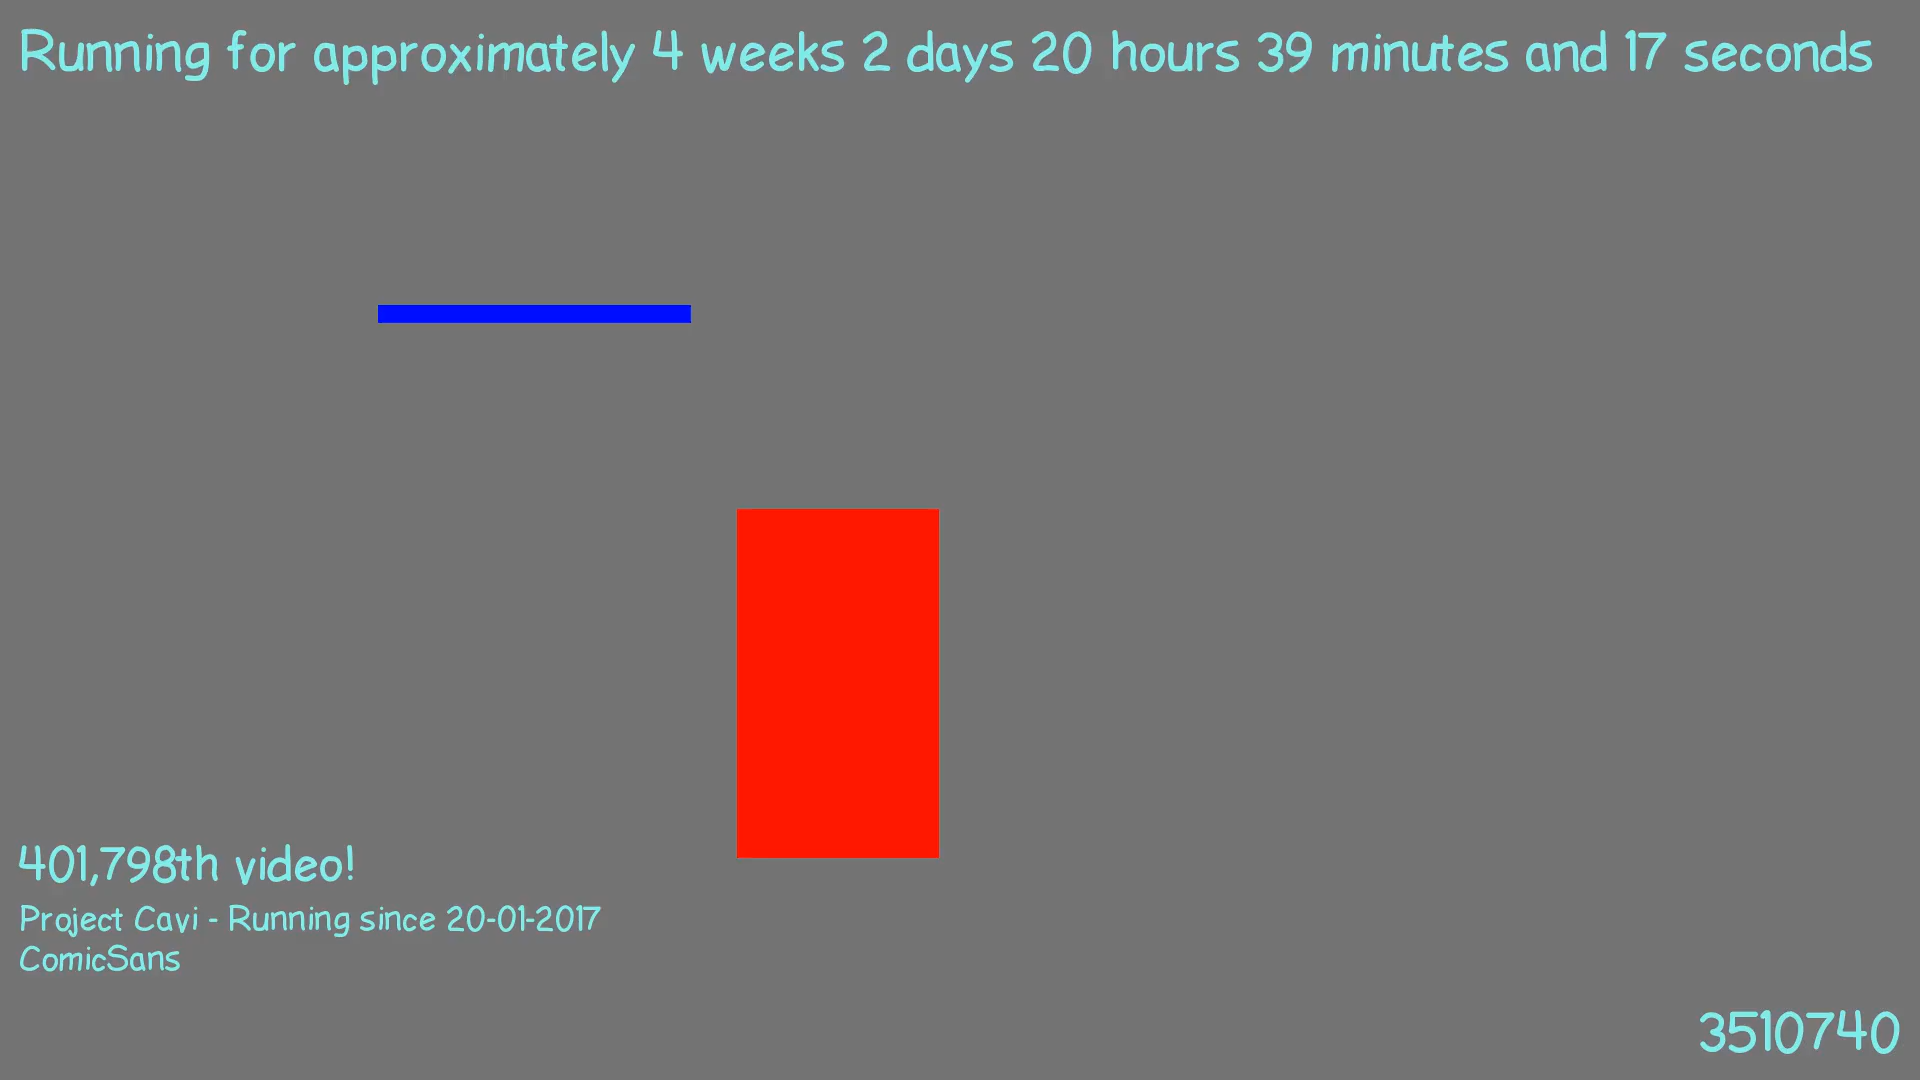 Running for approximately 4 weeks 2 days 20 hours 39 minutes and 17 seconds
401,798th video!
Project Cavi - Running since 20-01-2017
ComicSans
3510740